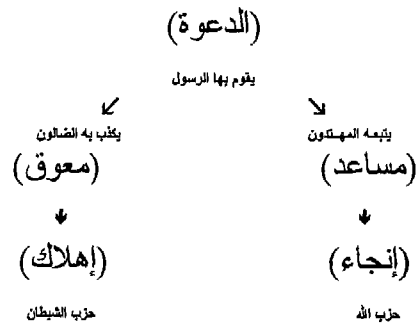 (الدعوة)
يقوم بها الرسول
يتبعه المهتدون
يكذب به الضالون
(مساعد)
(معوق)
(إنجاء)
(إهلاك)
حزب الله
حزب الشيطان